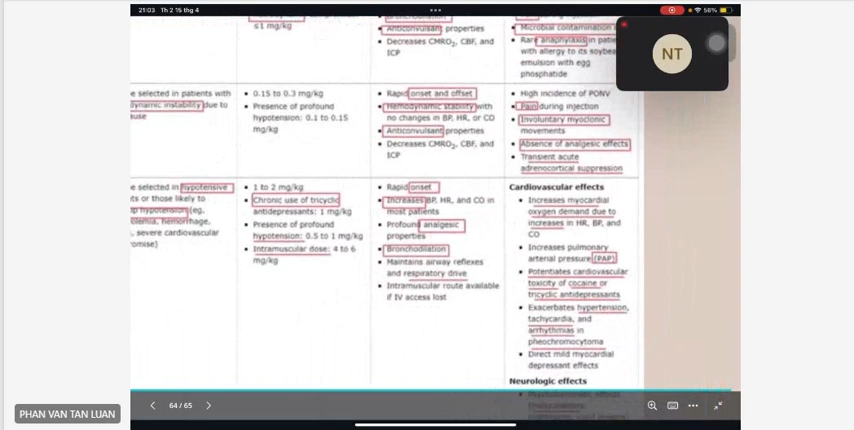 21:03 Th 2 15 thg 4
56%
NT
≤1 mg/kg
Anticonvulsant properties
Decreases CMRO2, CBF, and
ICP
Microbial contamination
Rare anaphylaxis in patie
with allergy to its soybea
emulsion with egg
phosphatide
e selected in patients with
dynamic instability due to
ause
0.15 to 0.3 mg/kg
Presence of profound
hypotension: 0.1 to 0.15
mg/kg
Rapid onset and offset
Hemodynamic stability with
no changes in BP, HR, or CO
Anticonvulsant properties
Decreases CMRO2, CBF, and
ICP
High incidence of PONV
Pain during injection
Involuntary myoclonic
movements
Absence of analgesic effects
Transient acute
adrenocortical suppression
e selected in hypotensive
ts or those likely to
p hypotension (eg,
olemia, hemorrhage,
, severe cardiovascular
romise)
1 to 2 mg/kg
Chronic use of tricyclic
antidepressants: 1 mg/kg
Presence of profound
hypotension: 0.5 to 1 mg/kg
Intramuscular dose: 4 to 6
mg/kg
Rapid onset
Increases BP, HR, and CO in
most patients
Profound analgesic
properties
Bronchodilation
Maintains airway reflexes
and respiratory drive
Intramuscular route available
if IV access lost
Cardiovascular effects
Increases myocardial
oxygen demand due to
increases in HR, BP, and
CO
Increases pulmonary
arterial pressure (PAP)
Potentiates cardiovascular
toxicity of cocaine or
tricyclic antidepressants
Exacerbates hypertension,
tachycardia, and
arrhythmias in
pheochromocytoma
Direct mild myocardial
depressant effects
Neurologic effects
64 / 65
PHAN VAN TAN LUAN